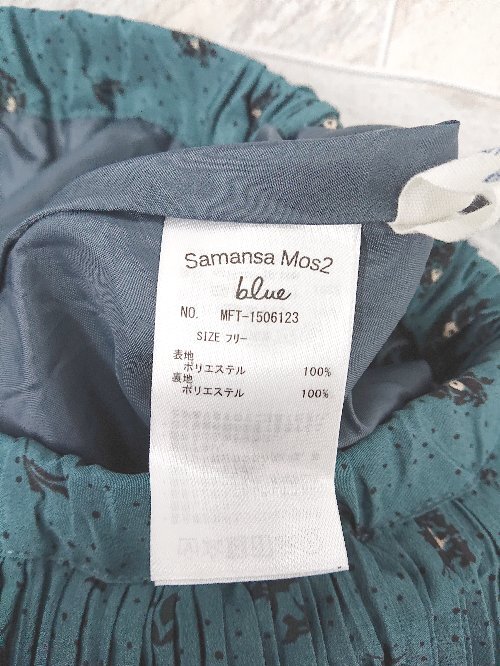 Samansa Mos2
blue
NO. MFT-1506123
SIZE フリー
表地
ポリエステル 100%
裏地
ポリエステル 100%